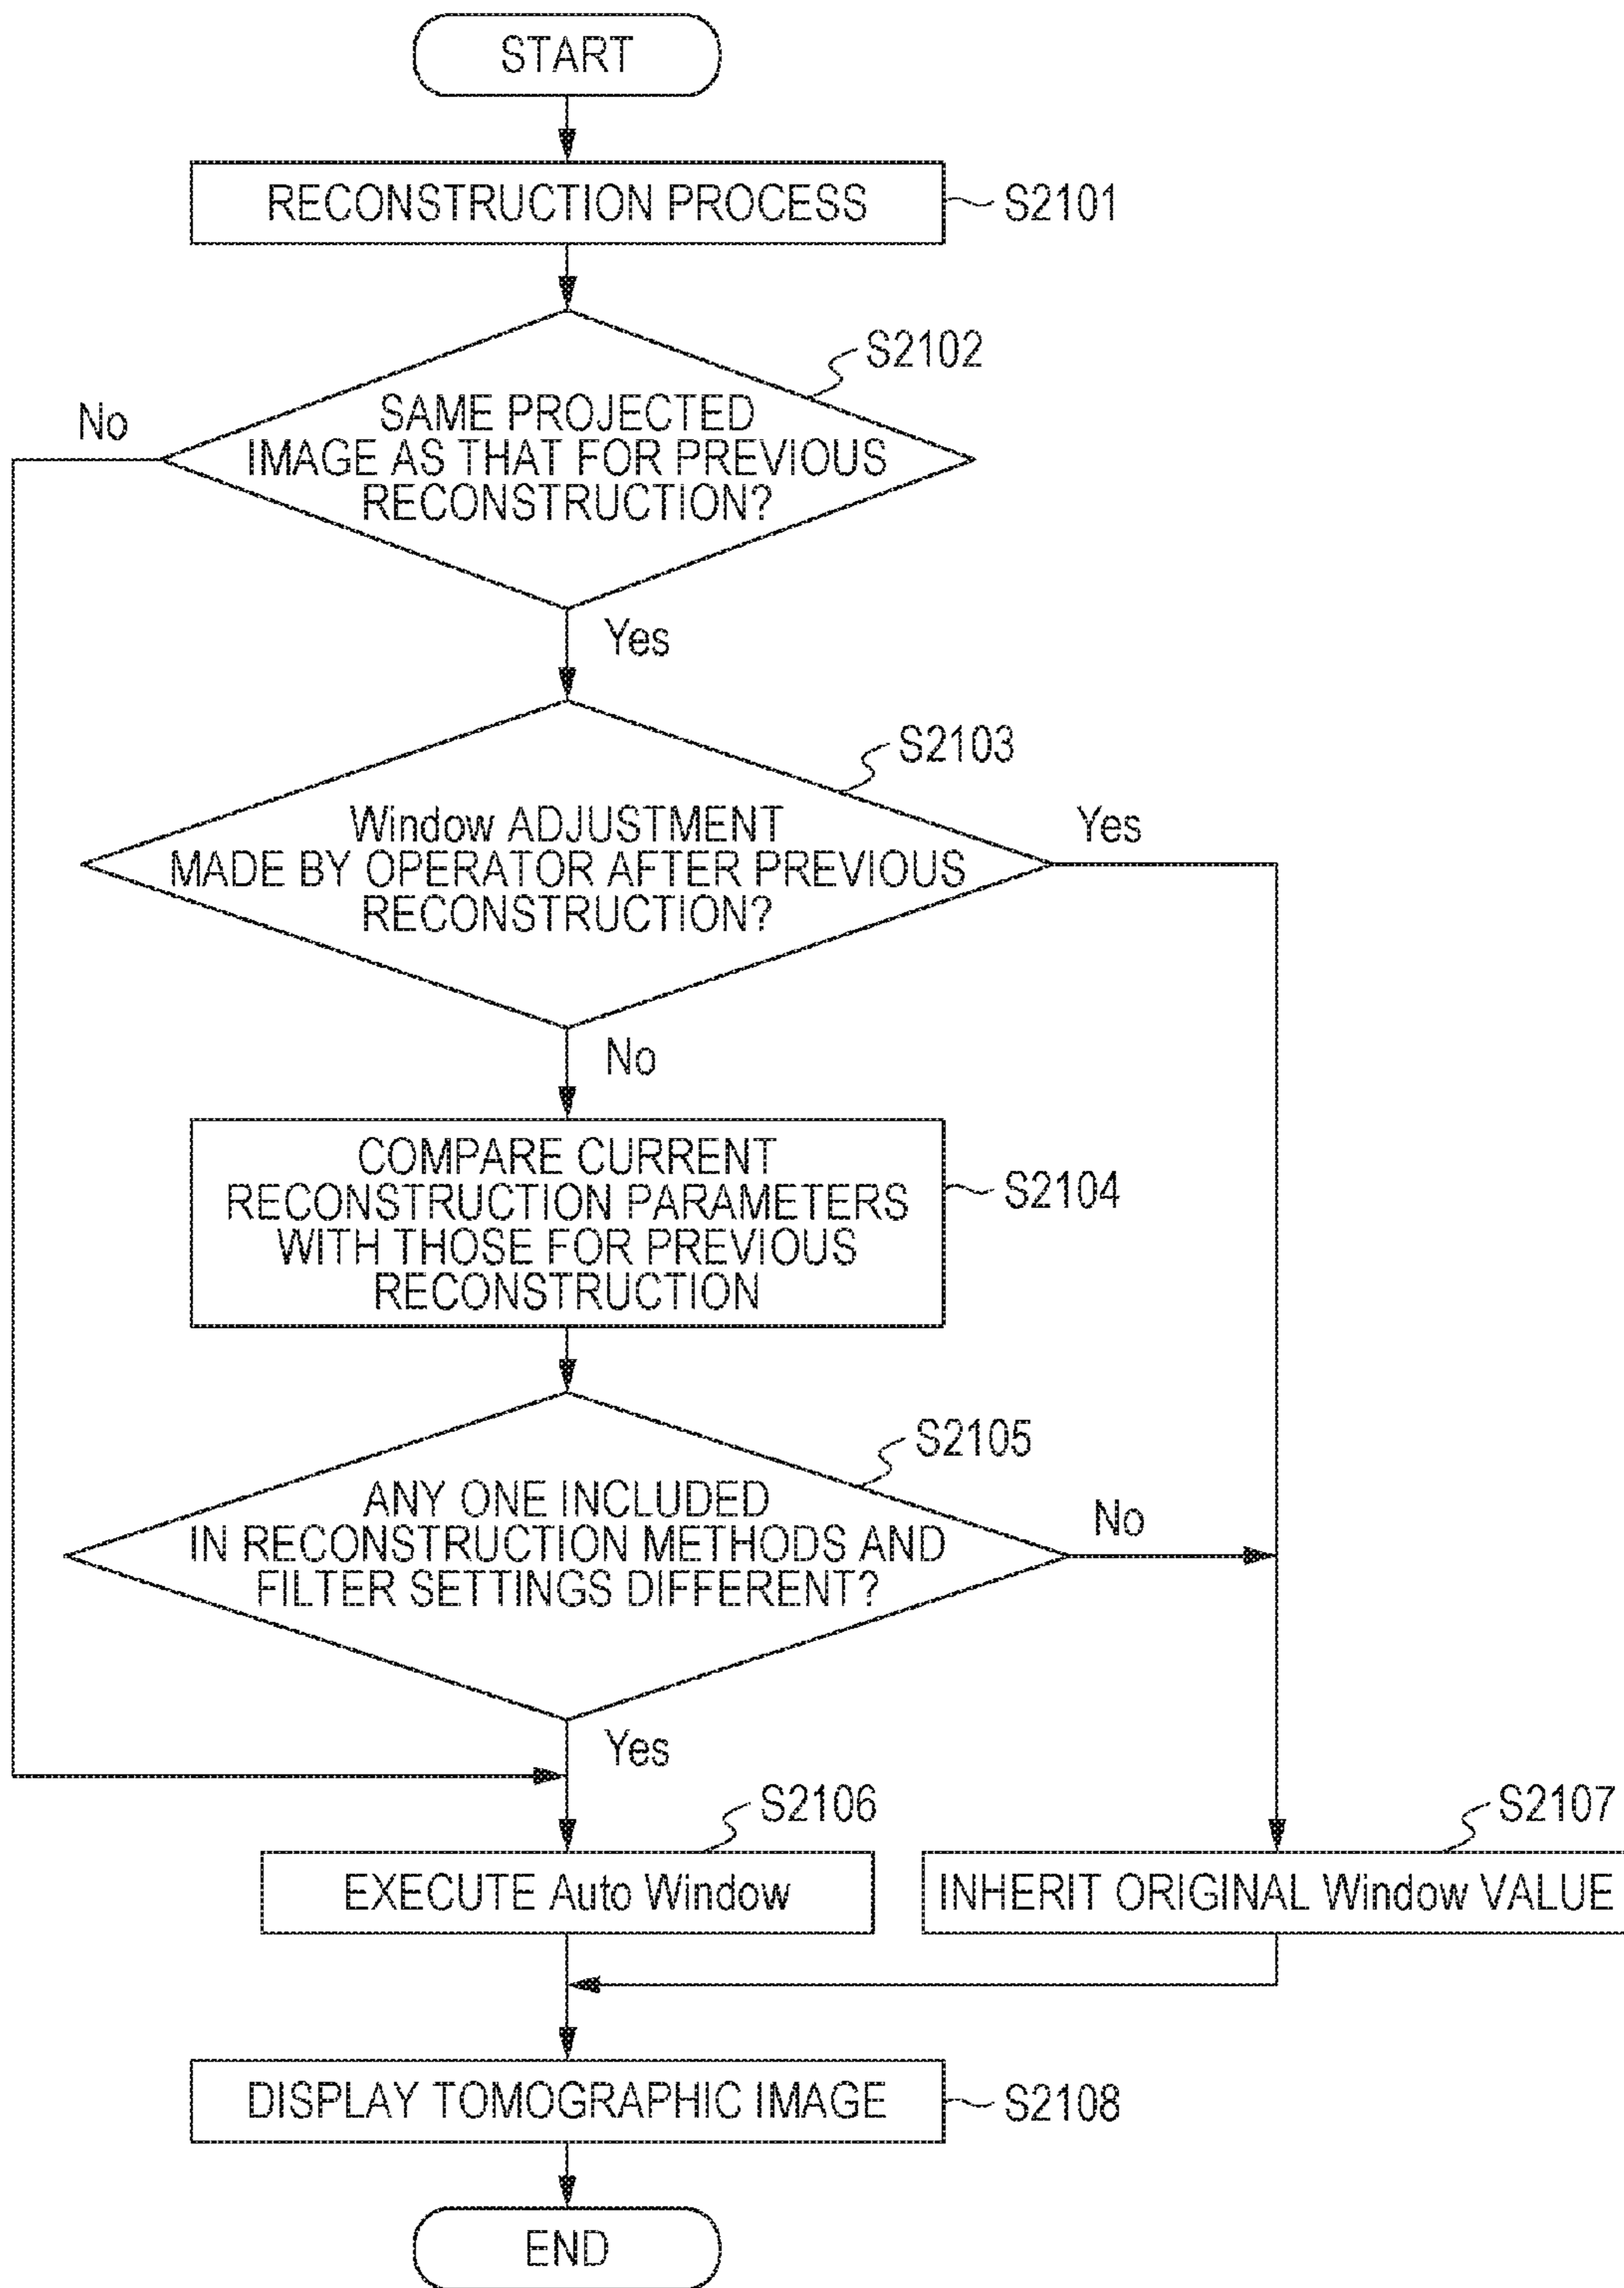 START
RECONSTRUCTION PROCESS
S2101
S2102
No
SAME PROJECTED
IMAGE AS THAT FOR PREVIOUS
RECONSTRUCTION?
Yes
S2103
Window ADJUSTMENT
MADE BY OPERATOR AFTER PREVIOUS
RECONSTRUCTION?
Yes
No
COMPARE CURRENT
RECONSTRUCTION PARAMETERS
WITH THOSE FOR PREVIOUS
RECONSTRUCTION
S2104
S2105
ANY ONE INCLUDED
IN RECONSTRUCTION METHODS AND
FILTER SETTINGS DIFFERENT?
No
Yes
S2106
S2107
EXECUTE Auto Window
INHERIT ORIGINAL Window VALUE
DISPLAY TOMOGRAPHIC IMAGE
S2108
END